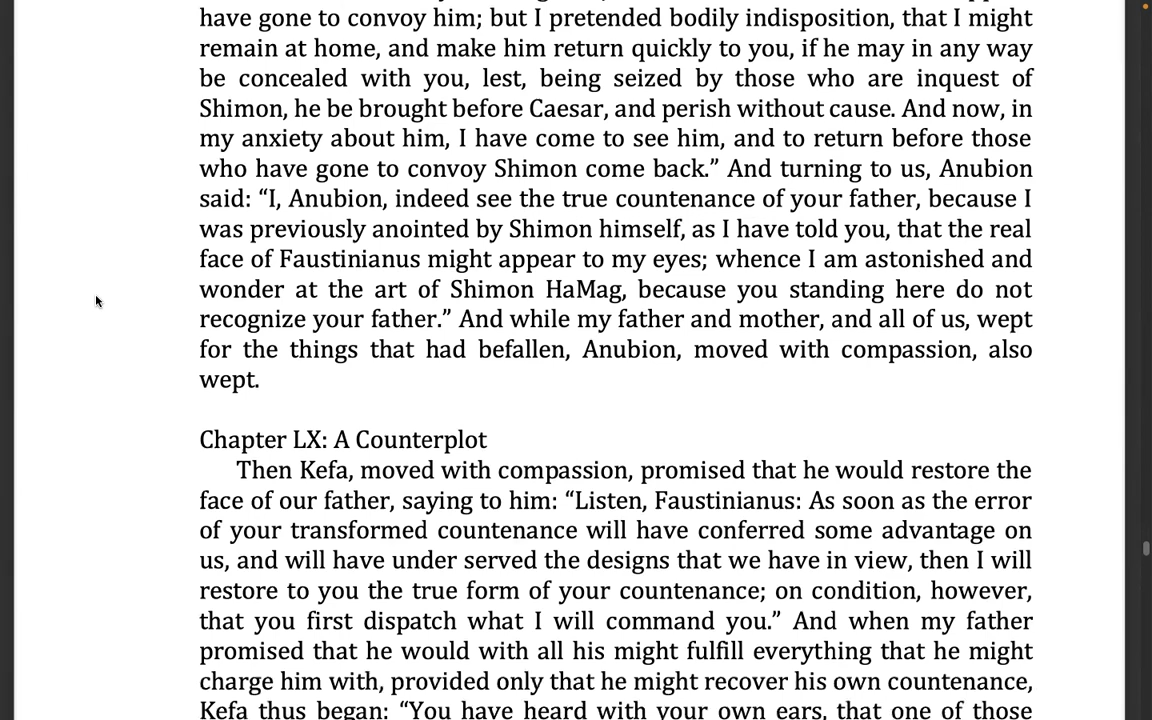 have gone to convoy him; but I pretended bodily indisposition, that I might
remain at home, and make him return quickly to you, if he may in any way
be concealed with you, lest, being seized by those who are inquest of
Shimon, he be brought before Caesar, and perish without cause. And now, in
my anxiety about him, I have come to see him, and to return before those
who have gone to convoy Shimon come back.” And turning to us, Anubion
said: “I, Anubion, indeed see the true countenance of your father, because I
was previously anointed by Shimon himself, as I have told you, that the real
face of Faustinianus might appear to my eyes; whence I am astonished and
wonder at the art of Shimon HaMag, because you standing here do not
recognize your father.” And while my father and mother, and all of us, wept
for the things that had befallen, Anubion, moved with compassion, also
wept.
Chapter LX: A Counterplot
Then Kefa, moved with compassion, promised that he would restore the
face of our father, saying to him: “Listen, Faustinianus: As soon as the error
of your transformed countenance will have conferred some advantage on
us, and will have under served the designs that we have in view, then I will
restore to you the true form of your countenance; on condition, however,
that you first dispatch what I will command you.” And when my father
promised that he would with all his might fulfill everything that he might
charge him with, provided only that he might recover his own countenance,
Kefa thus began: “You have heard with your own ears, that one of those